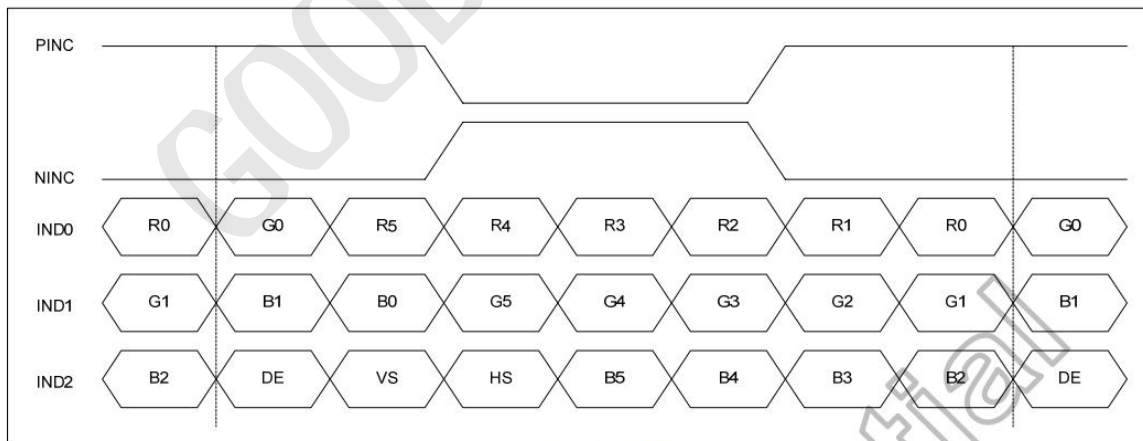 PINC
NINC
IND0 R0 G0 R5 R4 R3 R2 R1 R0 G0
IND1 G1 B1 B0 G5 G4 G3 G2 G1 B1
IND2 B2 DE VS HS B5 B4 B3 B2 DE
tial